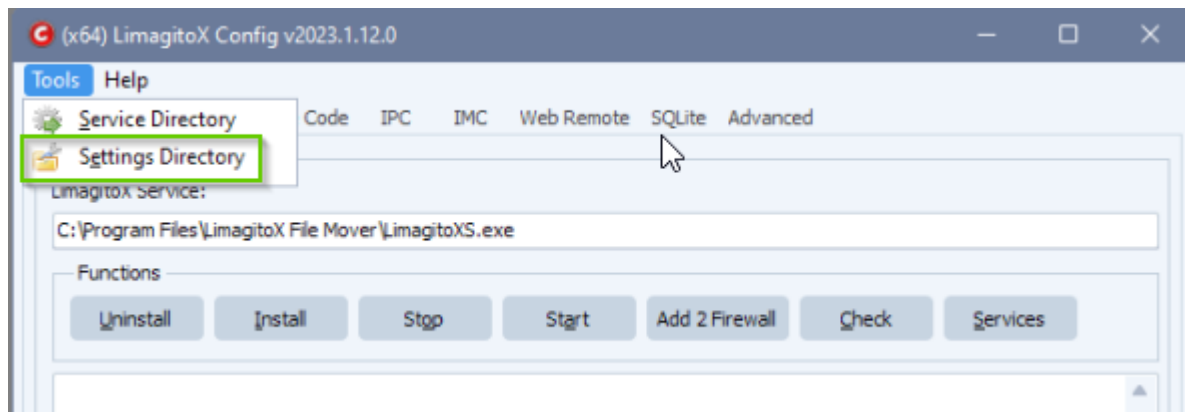 (x64) LimagitoX Config v2023.1.12.0
Tools Help
Service Directory
Code IPC IMC Web Remote SQLite Advanced
Settings Directory
LimagitoX Service:
C:\Program Files\LimagitoX File Mover\LimagitoXS.exe
Functions
Uninstall Install Stop Start Add 2 Firewall Check Services